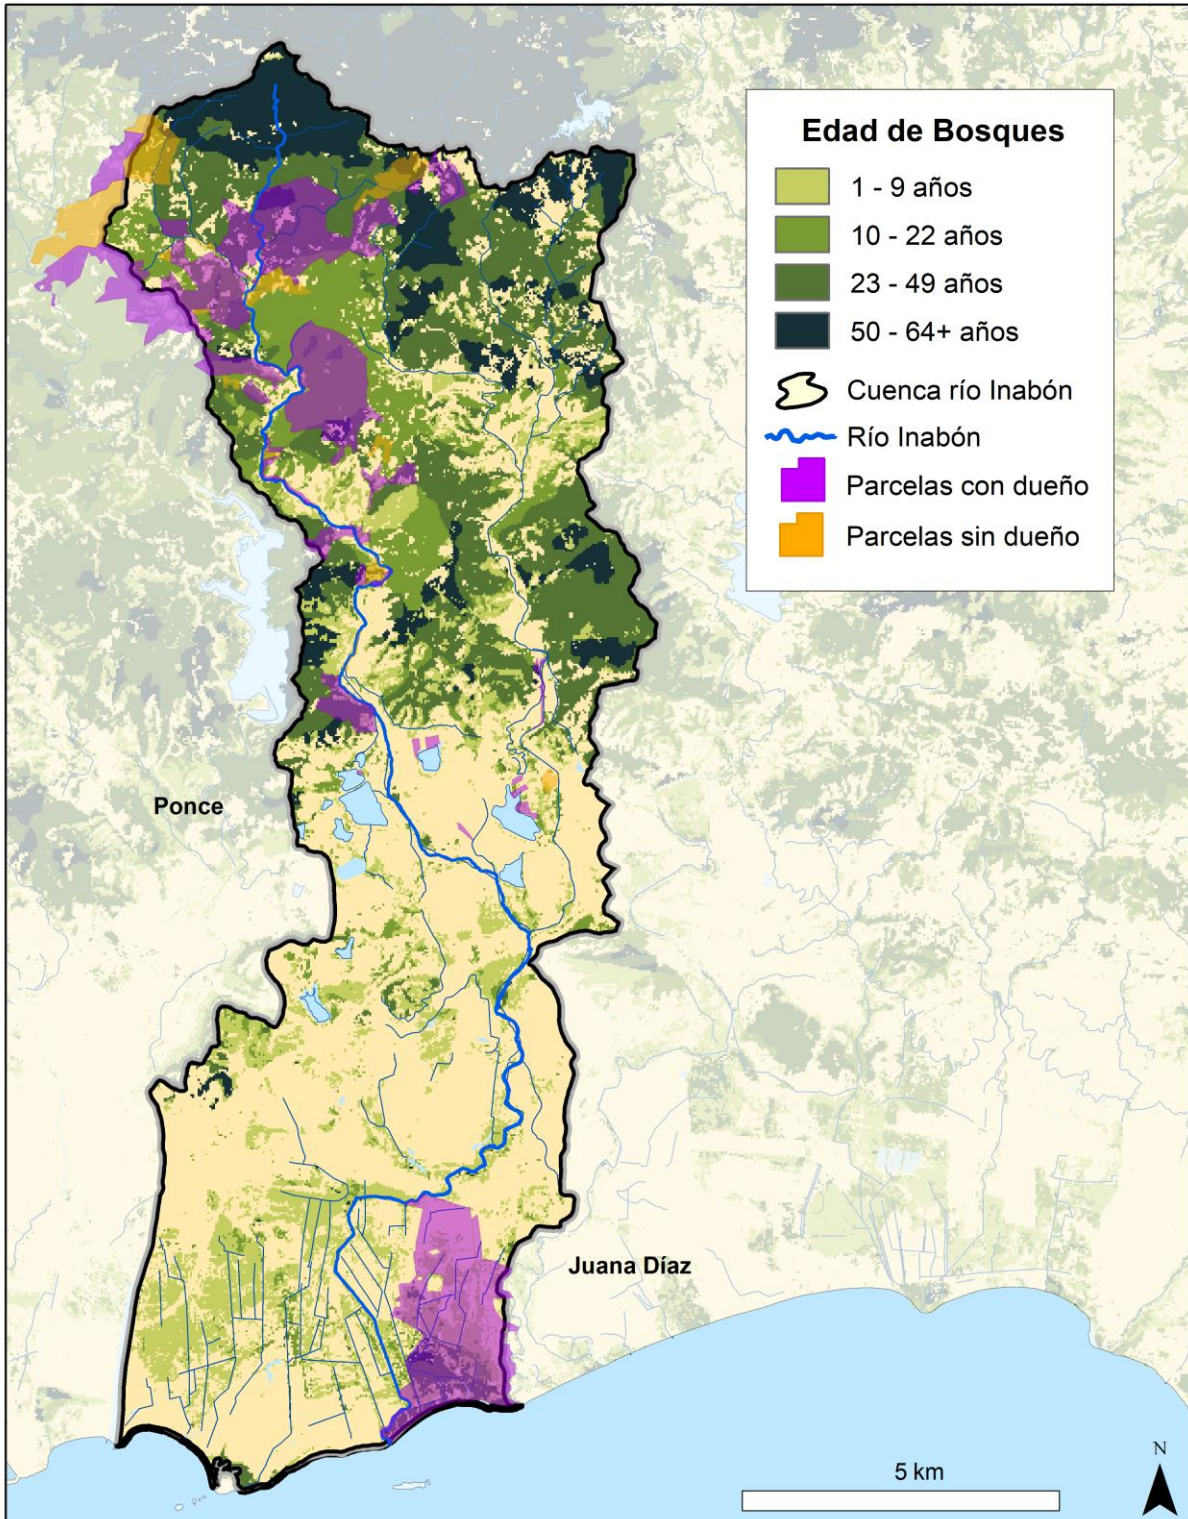 Edad de Bosques
1 - 9 años
10 - 22 años
23 - 49 años
50 - 64+ años
Cuenca río Inabón
Río Inabón
Parcelas con dueño
Parcelas sin dueño
Ponce
Juana Díaz
5 km
N